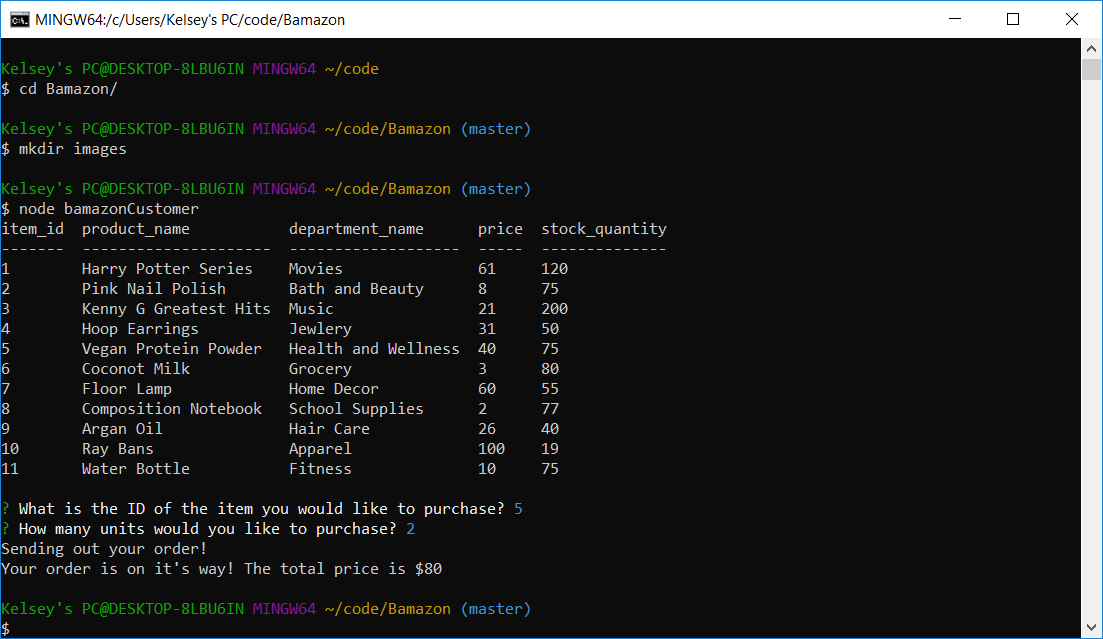 MINGW64:/c/Users/Kelsey's PC/code/Bamazon
Kelsey's PC@DESKTOP-8LBU6IN MINGW64 ~/code
$ cd Bamazon/
Kelsey's PC@DESKTOP-8LBU6IN MINGW64 ~/code/Bamazon (master)
$ mkdir images
Kelsey's PC@DESKTOP-8LBU6IN MINGW64 ~/code/Bamazon (master)
$ node bamazonCustomer
item_id  product_name           department_name      price  stock_quantity
-------  ---------------------  -------------------  -----  --------------
1        Harry Potter Series    Movies               61     120
2        Pink Nail Polish       Bath and Beauty      8      75
3        Kenny G Greatest Hits  Music                21     200
4        Hoop Earrings          Jewlery              31     50
5        Vegan Protein Powder   Health and Wellness  40     75
6        Coconot Milk           Grocery              3      80
7        Floor Lamp             Home Decor           60     55
8        Composition Notebook   School Supplies      2      77
9        Argan Oil              Hair Care            26     40
10       Ray Bans               Apparel              100    19
11       Water Bottle           Fitness              10     75
? What is the ID of the item you would like to purchase? 5
? How many units would you like to purchase? 2
Sending out your order!
Your order is on it's way! The total price is $80
Kelsey's PC@DESKTOP-8LBU6IN MINGW64 ~/code/Bamazon (master)
$